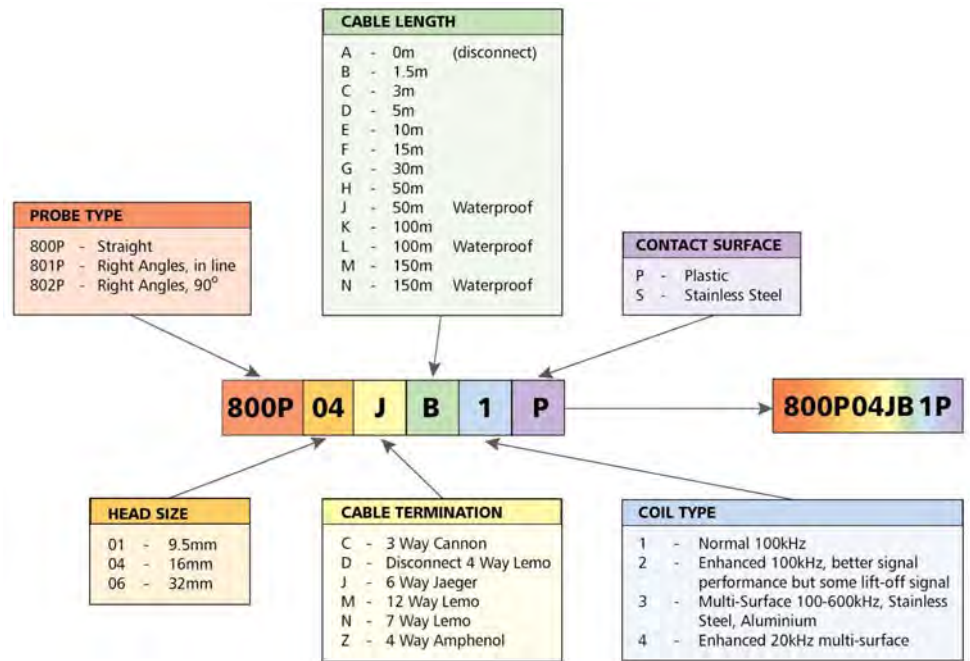 CABLE LENGTH
A - 0m (disconnect)
B - 1.5m
C - 3m
D - 5m
E - 10m
F - 15m
G - 30m
H - 50m
J - 50m Waterproof
K - 100m
L - 100m Waterproof
M - 150m
N - 150m Waterproof
PROBE TYPE
800P - Straight
801P - Right Angles, in line
802P - Right Angles, 90°
CONTACT SURFACE
P - Plastic
S - Stainless Steel
800P 04 J B 1 P
800P04JB 1P
HEAD SIZE
01 - 9.5mm
04 - 16mm
06 - 32mm
CABLE TERMINATION
C - 3 Way Cannon
D - Disconnect 4 Way Lemo
J - 6 Way Jaeger
M - 12 Way Lemo
N - 7 Way Lemo
Z - 4 Way Amphenol
COIL TYPE
1 - Normal 100kHz
2 - Enhanced 100kHz, better signal
performance but some lift-off signal
3 - Multi-Surface 100-600kHz, Stainless
Steel, Aluminium
4 - Enhanced 20kHz multi-surface